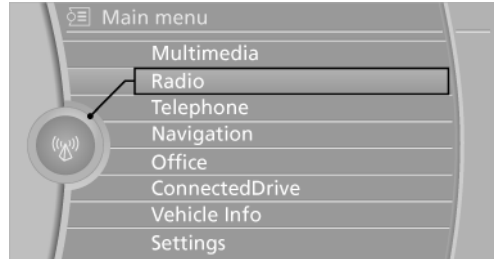 Main menu
Multimedia
Radio
Telephone
Navigation
Office
ConnectedDrive
Vehicle Info
Settings